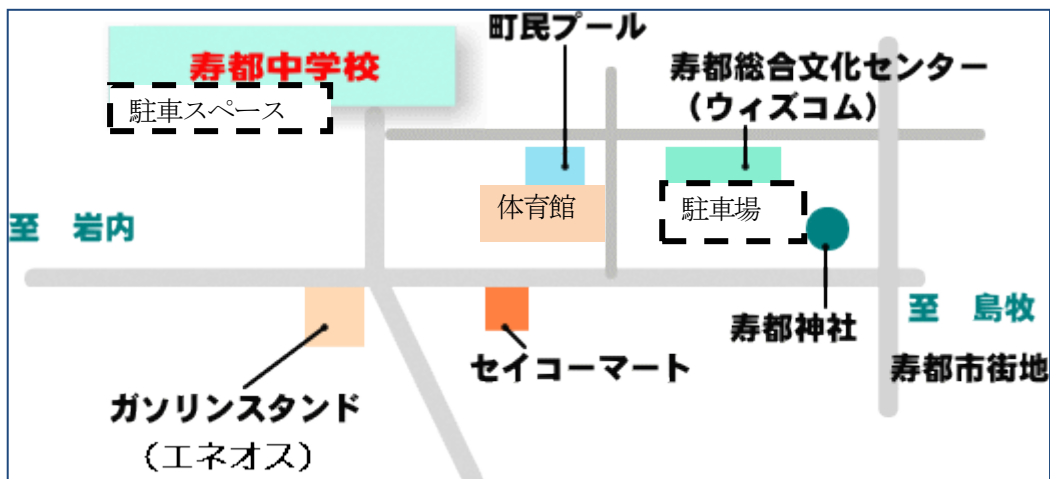 町民プール
寿都中学校
寿都総合文化センター
(ウィズコム)
駐車スペース
体育館
駐車場
至 岩内
至 島牧
寿都神社
セイコーマート
寿都市街地
ガソリンスタンド
(エネオス)